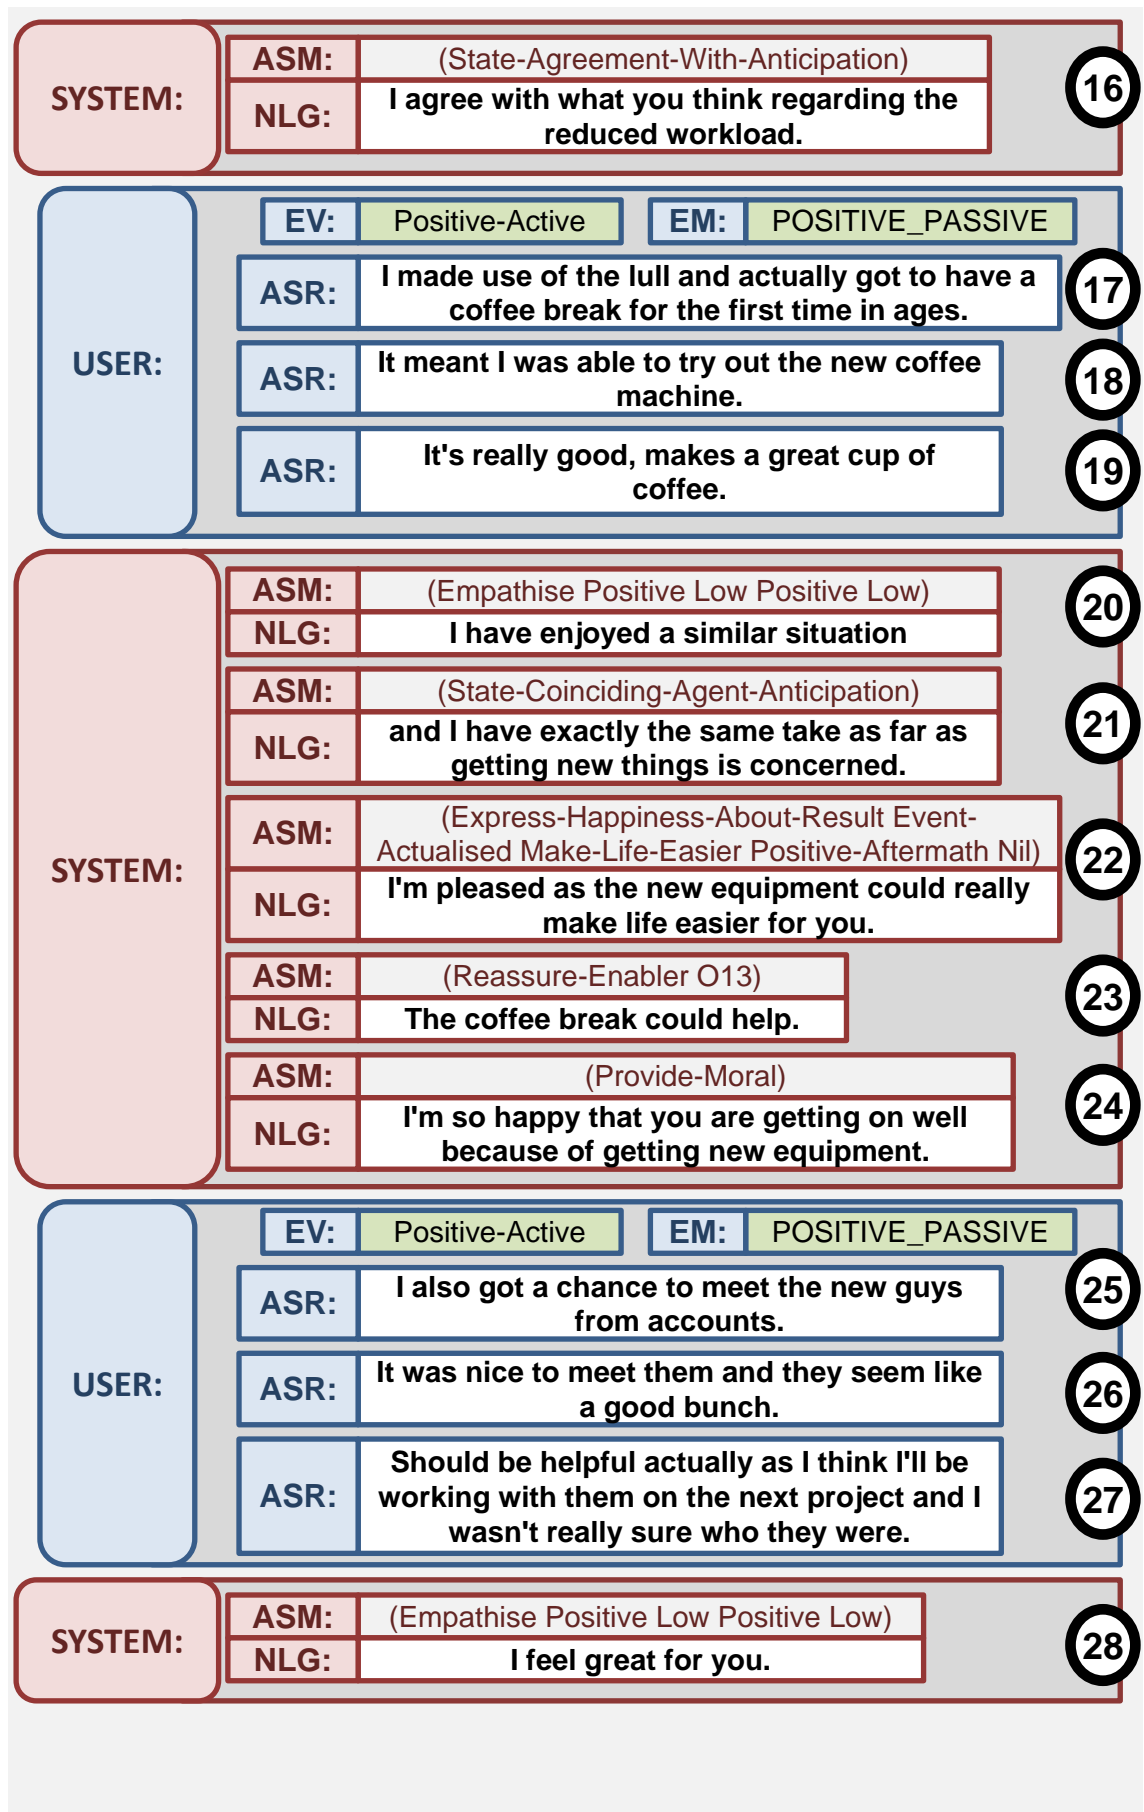 SYSTEM:
ASM:
(State-Agreement-With-Anticipation)
NLG:
I agree with what you think regarding the
reduced workload.
16
USER:
EV:
Positive-Active
EM:
POSITIVE_PASSIVE
ASR:
I made use of the lull and actually got to have a
coffee break for the first time in ages.
17
ASR:
It meant I was able to try out the new coffee
machine.
18
ASR:
It's really good, makes a great cup of
coffee.
19
SYSTEM:
ASM:
(Empathise Positive Low Positive Low)
NLG:
I have enjoyed a similar situation
20
ASM:
(State-Coinciding-Agent-Anticipation)
NLG:
and I have exactly the same take as far as
getting new things is concerned.
21
ASM:
(Express-Happiness-About-Result Event-
Actualised Make-Life-Easier Positive-Aftermath Nil)
NLG:
I'm pleased as the new equipment could really
make life easier for you.
22
ASM:
(Reassure-Enabler O13)
NLG:
The coffee break could help.
23
ASM:
(Provide-Moral)
NLG:
I'm so happy that you are getting on well
because of getting new equipment.
24
USER:
EV:
Positive-Active
EM:
POSITIVE_PASSIVE
ASR:
I also got a chance to meet the new guys
from accounts.
25
ASR:
It was nice to meet them and they seem like
a good bunch.
26
ASR:
Should be helpful actually as I think I'll be
working with them on the next project and I
wasn't really sure who they were.
27
SYSTEM:
ASM:
(Empathise Positive Low Positive Low)
NLG:
I feel great for you.
28